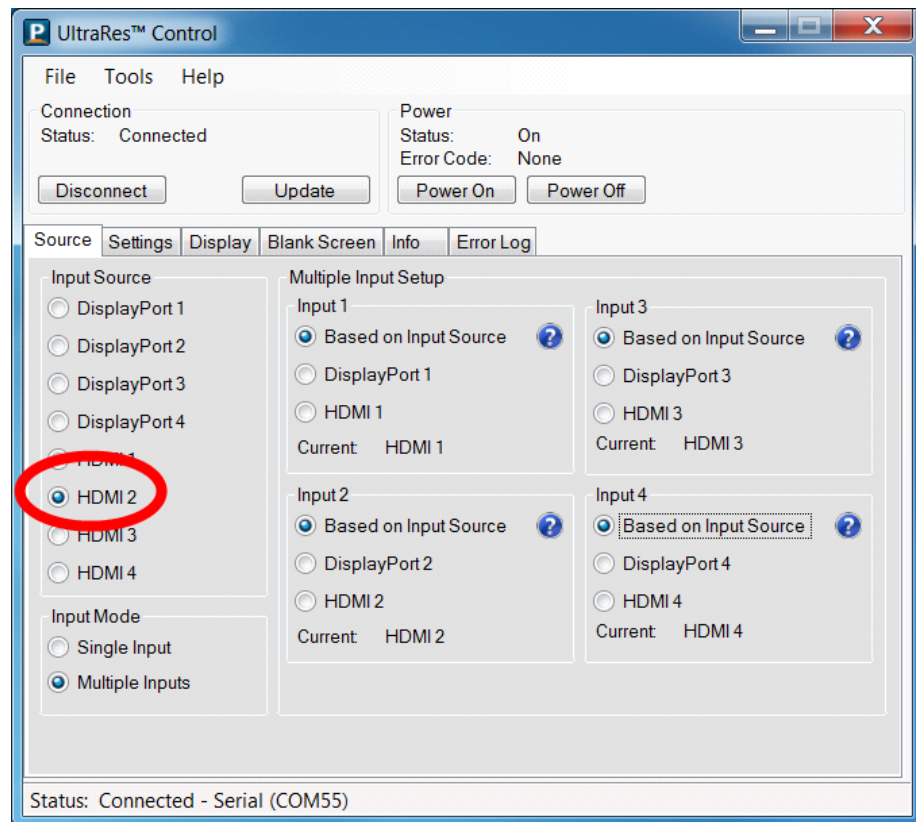 UltraRes™ Control
File Tools Help
Connection
Status: Connected
Disconnect Update
Power
Status: On
Error Code: None
Power On Power Off
Source Settings Display Blank Screen Info Error Log
Input Source
DisplayPort 1
DisplayPort 2
DisplayPort 3
DisplayPort 4
HDMI 1
HDMI 2
HDMI 3
HDMI 4
Input Mode
Single Input
Multiple Inputs
Multiple Input Setup
Input 1
Based on Input Source ?
DisplayPort 1
HDMI 1
Current: HDMI 1
Input 2
Based on Input Source ?
DisplayPort 2
HDMI 2
Current: HDMI 2
Input 3
Based on Input Source ?
DisplayPort 3
HDMI 3
Current: HDMI 3
Input 4
Based on Input Source ?
DisplayPort 4
HDMI 4
Current: HDMI 4
Status: Connected - Serial (COM55)